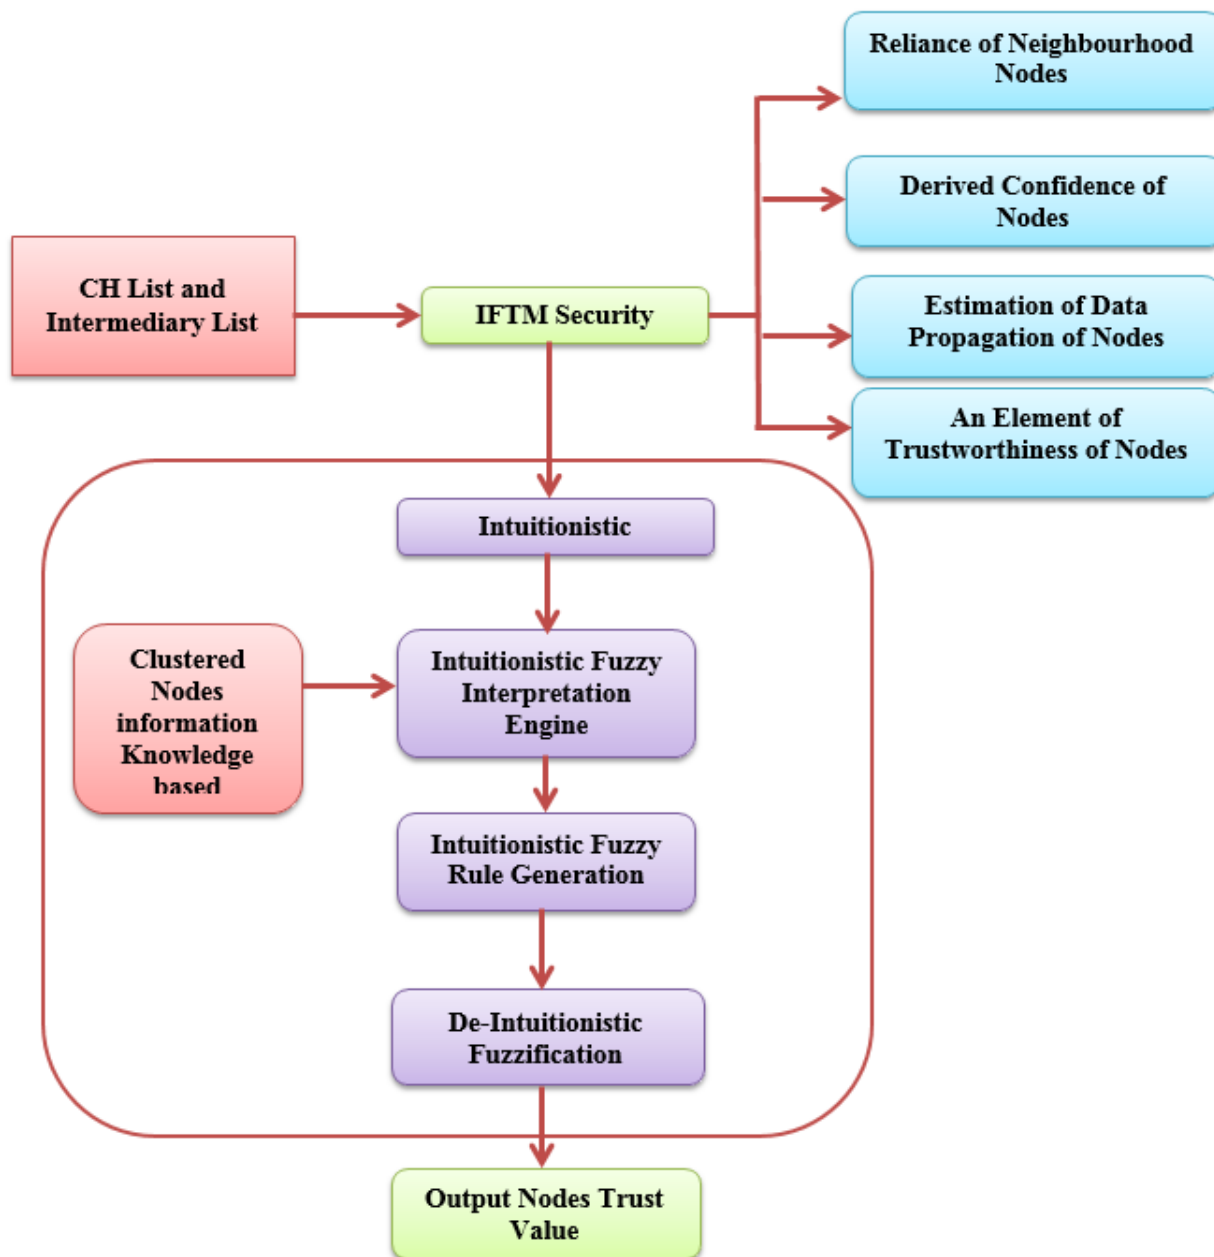 Reliance of Neighbourhood
Nodes
Derived Confidence of
Nodes
CH List and
Intermediary List
IFTM Security
Estimation of Data
Propagation of Nodes
An Element of
Trustworthiness of Nodes
Intuitionistic
Clustered
Nodes
information
Knowledge
based
Intuitionistic Fuzzy
Interpretation
Engine
Intuitionistic Fuzzy
Rule Generation
De-Intuitionistic
Fuzzification
Output Nodes Trust
Value